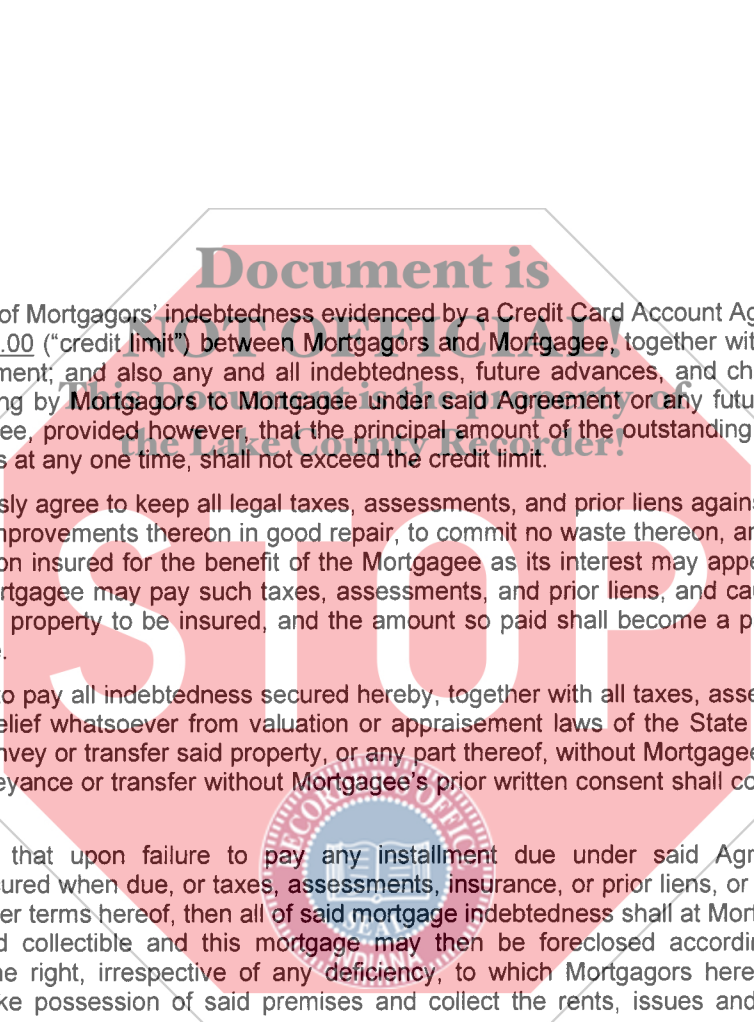 Document is
of Mortgagors' indebtedness evidenced by a Credit Card Account Ag
.00 ("credit limit") between Mortgagors and Mortgagee, together wit
NOT OFFICIAL!
ment; and also any and all indebtedness, future advances, and ch
This Document is the property of
ng by Mortgagors to Mortgagee under said Agreement or any futu
ee, provided however, that the principal amount of the outstanding
the Lake County Recorder!
s at any one time, shall not exceed the credit limit.
sly agree to keep all legal taxes, assessments, and prior liens agains
mprovements thereon in good repair, to commit no waste thereon, an
on insured for the benefit of the Mortgagee as its interest may appe
rtgagee may pay such taxes, assessments, and prior liens, and cau
property to be insured, and the amount so paid shall become a p
STOP
e.
to pay all indebtedness secured hereby, together with all taxes, asse
elief whatsoever from valuation or appraisement laws of the State
nvey or transfer said property, or any part thereof, without Mortgagee
eyance or transfer without Mortgagee's prior written consent shall co
RECORDER'S OFFICE
that upon failure to pay any installment due under said Agr
ured when due, or taxes, assessments, insurance, or prior liens, or
er terms hereof, then all of said mortgage indebtedness shall at Mort
SEAL
d collectible and this mortgage may then be foreclosed accordin
INDIANA
he right, irrespective of any deficiency, to which Mortgagors here
ke possession of said premises and collect the rents, issues and